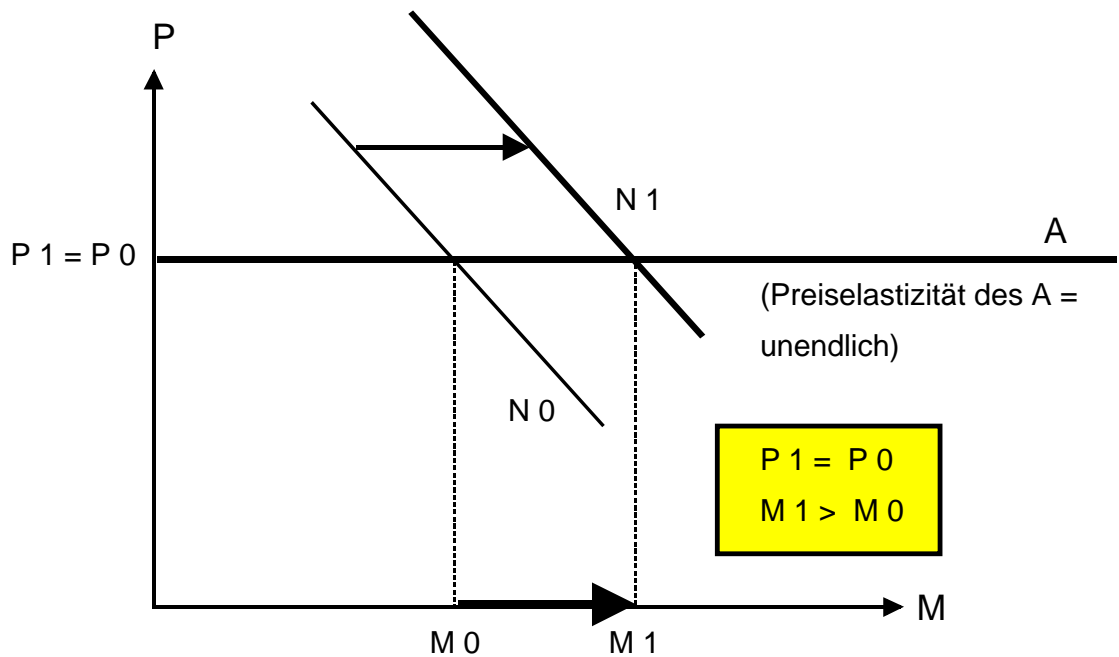 P
N 1
P 1 = P 0
A
(Preiselastizität des A =
unendlich)
N 0
P 1 = P 0
M 1 > M 0
M
M 0
M 1